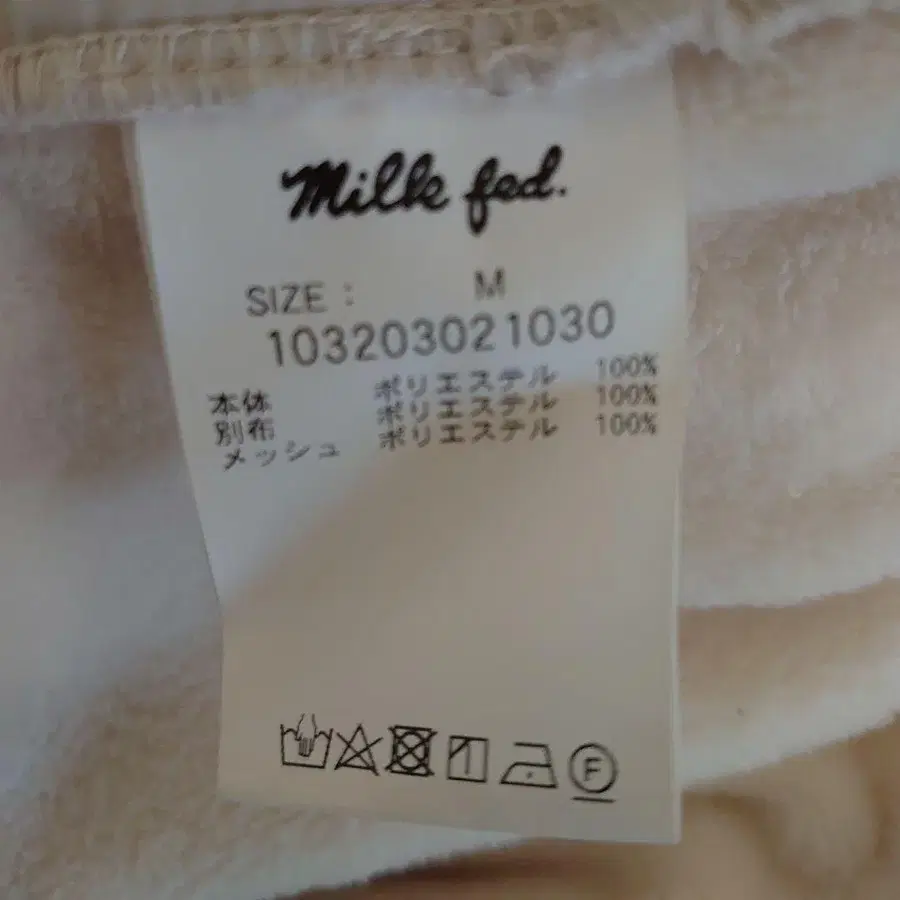 Milk fed.
SIZE : M
103203021030
本体 ポリエステル 100%
別布 ポリエステル 100%
メッシュ ポリエステル 100%
F